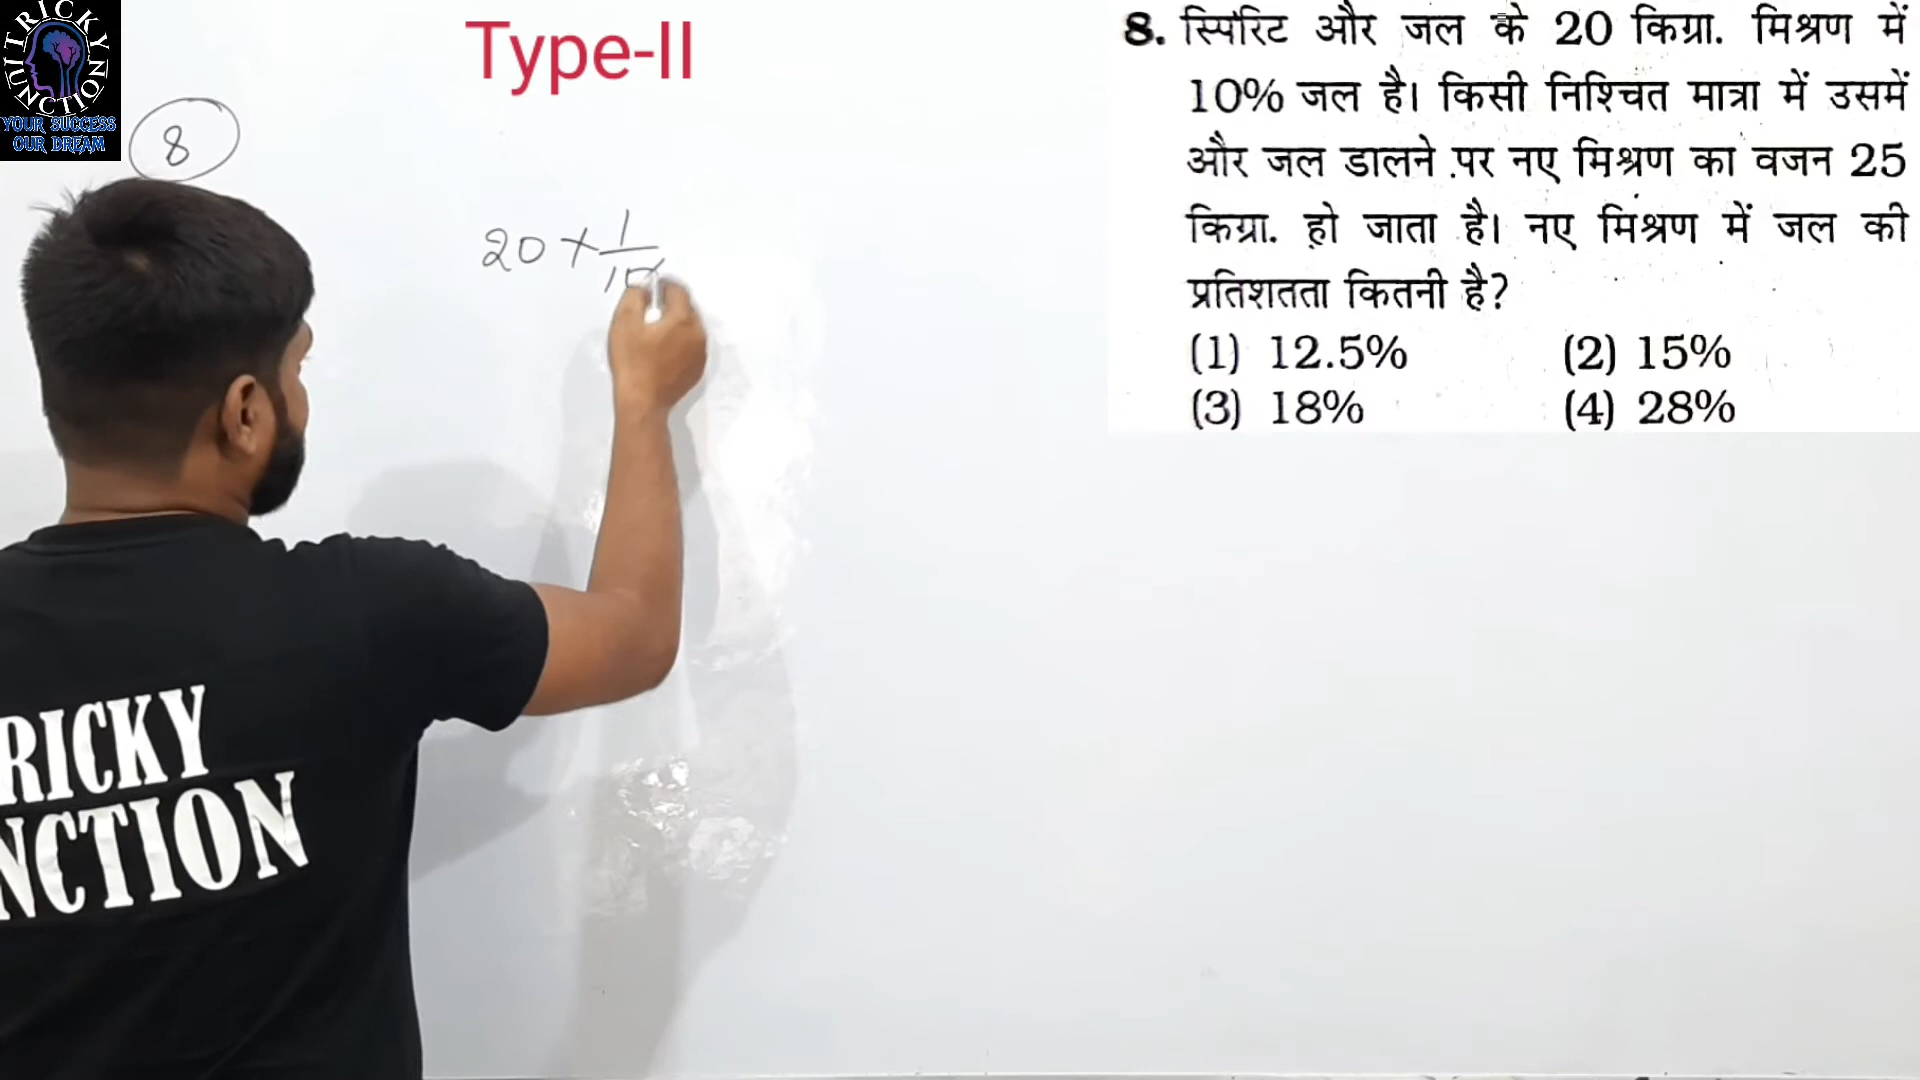 TRICKY
JUNCTION
YOUR SUCCESS
OUR DREAM
Type-II
8
20 × 1/10
8. स्पिरिट और जल के 20 किग्रा. मिश्रण में
10% जल है। किसी निश्चित मात्रा में उसमें
और जल डालने पर नए मिश्रण का वजन 25
किग्रा. हो जाता है। नए मिश्रण में जल की
प्रतिशतता कितनी है?
(1) 12.5% (2) 15%
(3) 18% (4) 28%
RICKY
NCTION